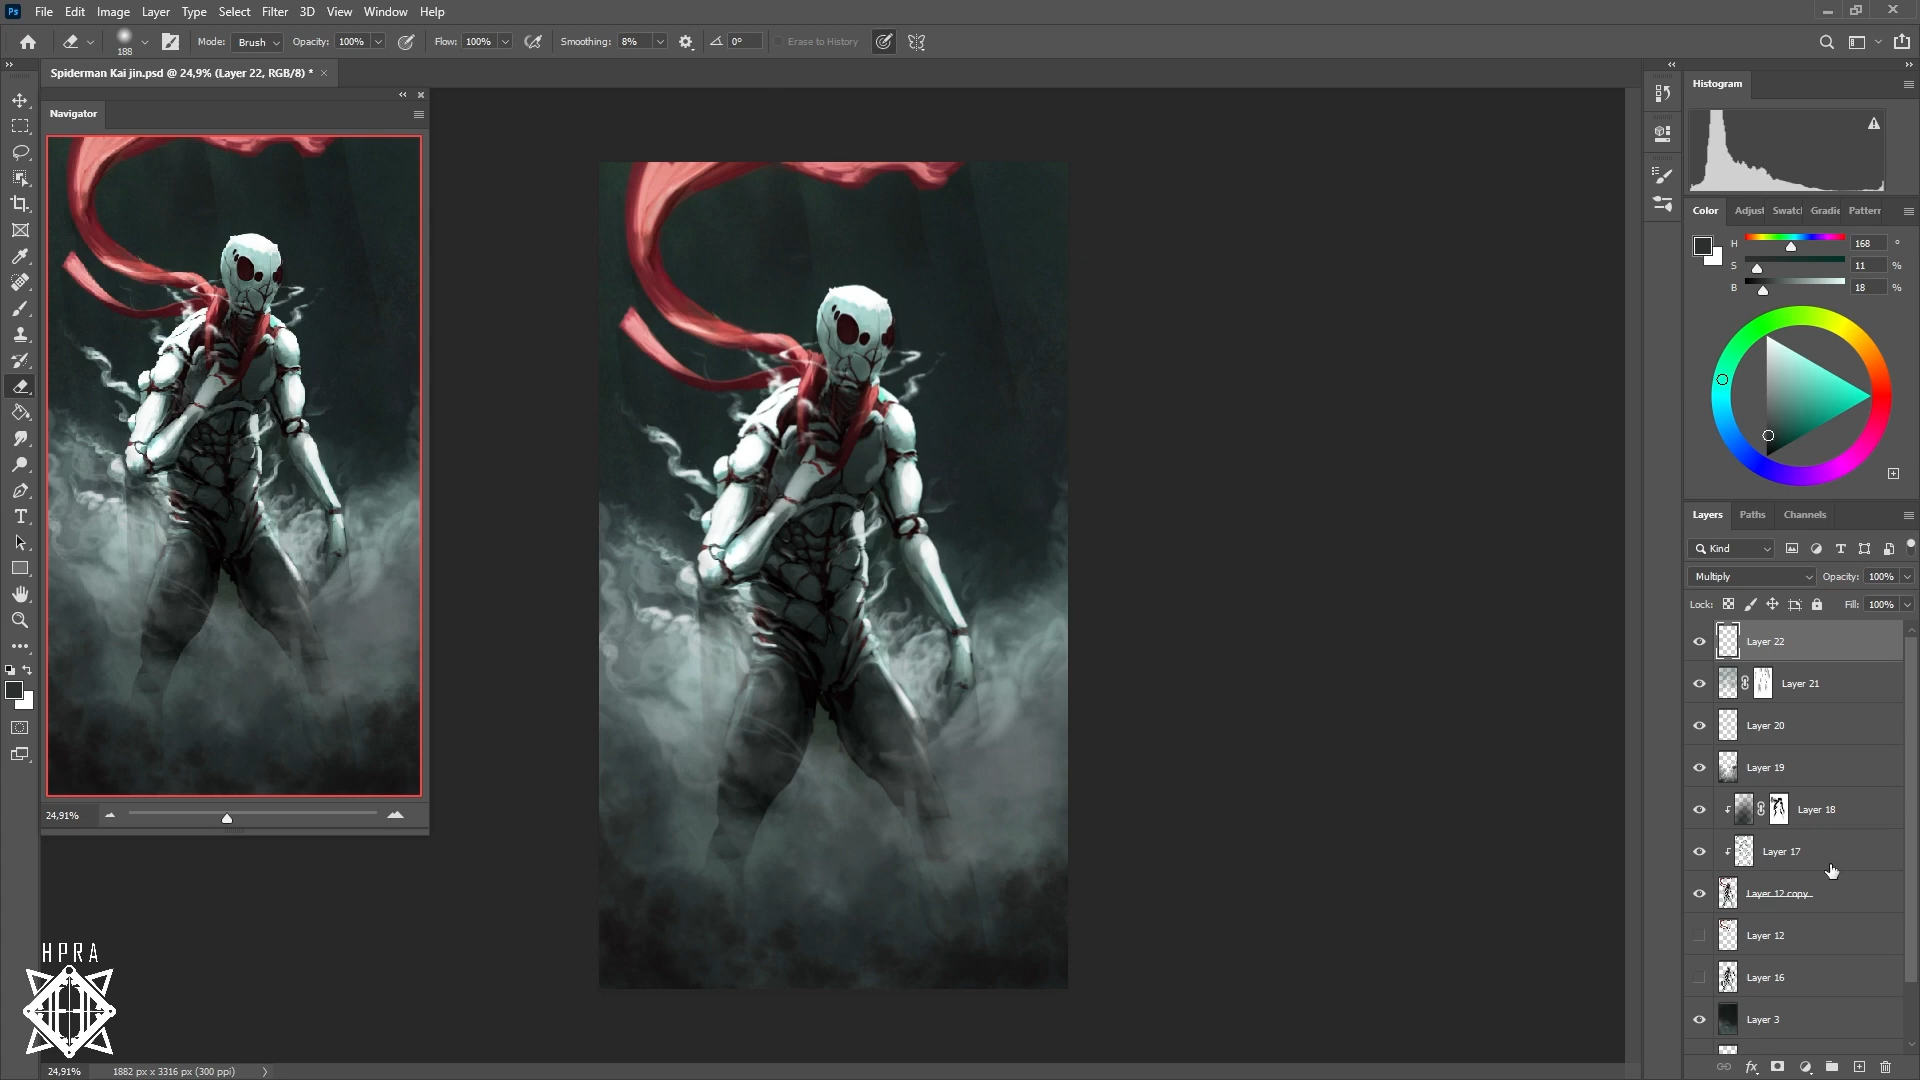 Ps File Edit Image Layer Type Select Filter 3D View Window Help
188 Mode: Brush Opacity: 100% Flow: 100% Smoothing: 8% 0° Erase to History
Spiderman Kai jin.psd @ 24,9% (Layer 22, RGB/8) *
Navigator
24,91%
HPRA
24,91% 1882 px x 3316 px (300 ppi)
Histogram
Color Adjust Swatch Gradie Pattern
H 168 °
S 11 %
B 18 %
Layers Paths Channels
Kind
Multiply Opacity: 100%
Lock: Fill: 100%
Layer 22
Layer 21
Layer 20
Layer 19
Layer 18
Layer 17
Layer 12 copy
Layer 12
Layer 16
Layer 3